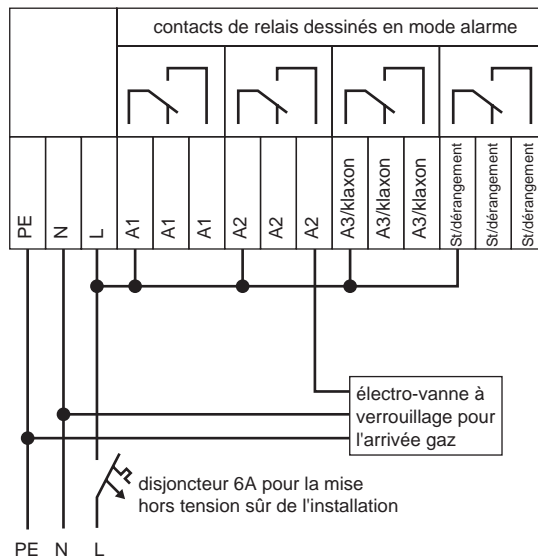 contacts de relais dessinés en mode alarme
PE
N
L
A1
A1
A1
A2
A2
A2
A3/klaxon
A3/klaxon
A3/klaxon
St/dérangement
St/dérangement
St/dérangement
électro-vanne à
verrouillage pour
l'arrivée gaz
disjoncteur 6A pour la mise
hors tension sûr de l'installation
PE N L